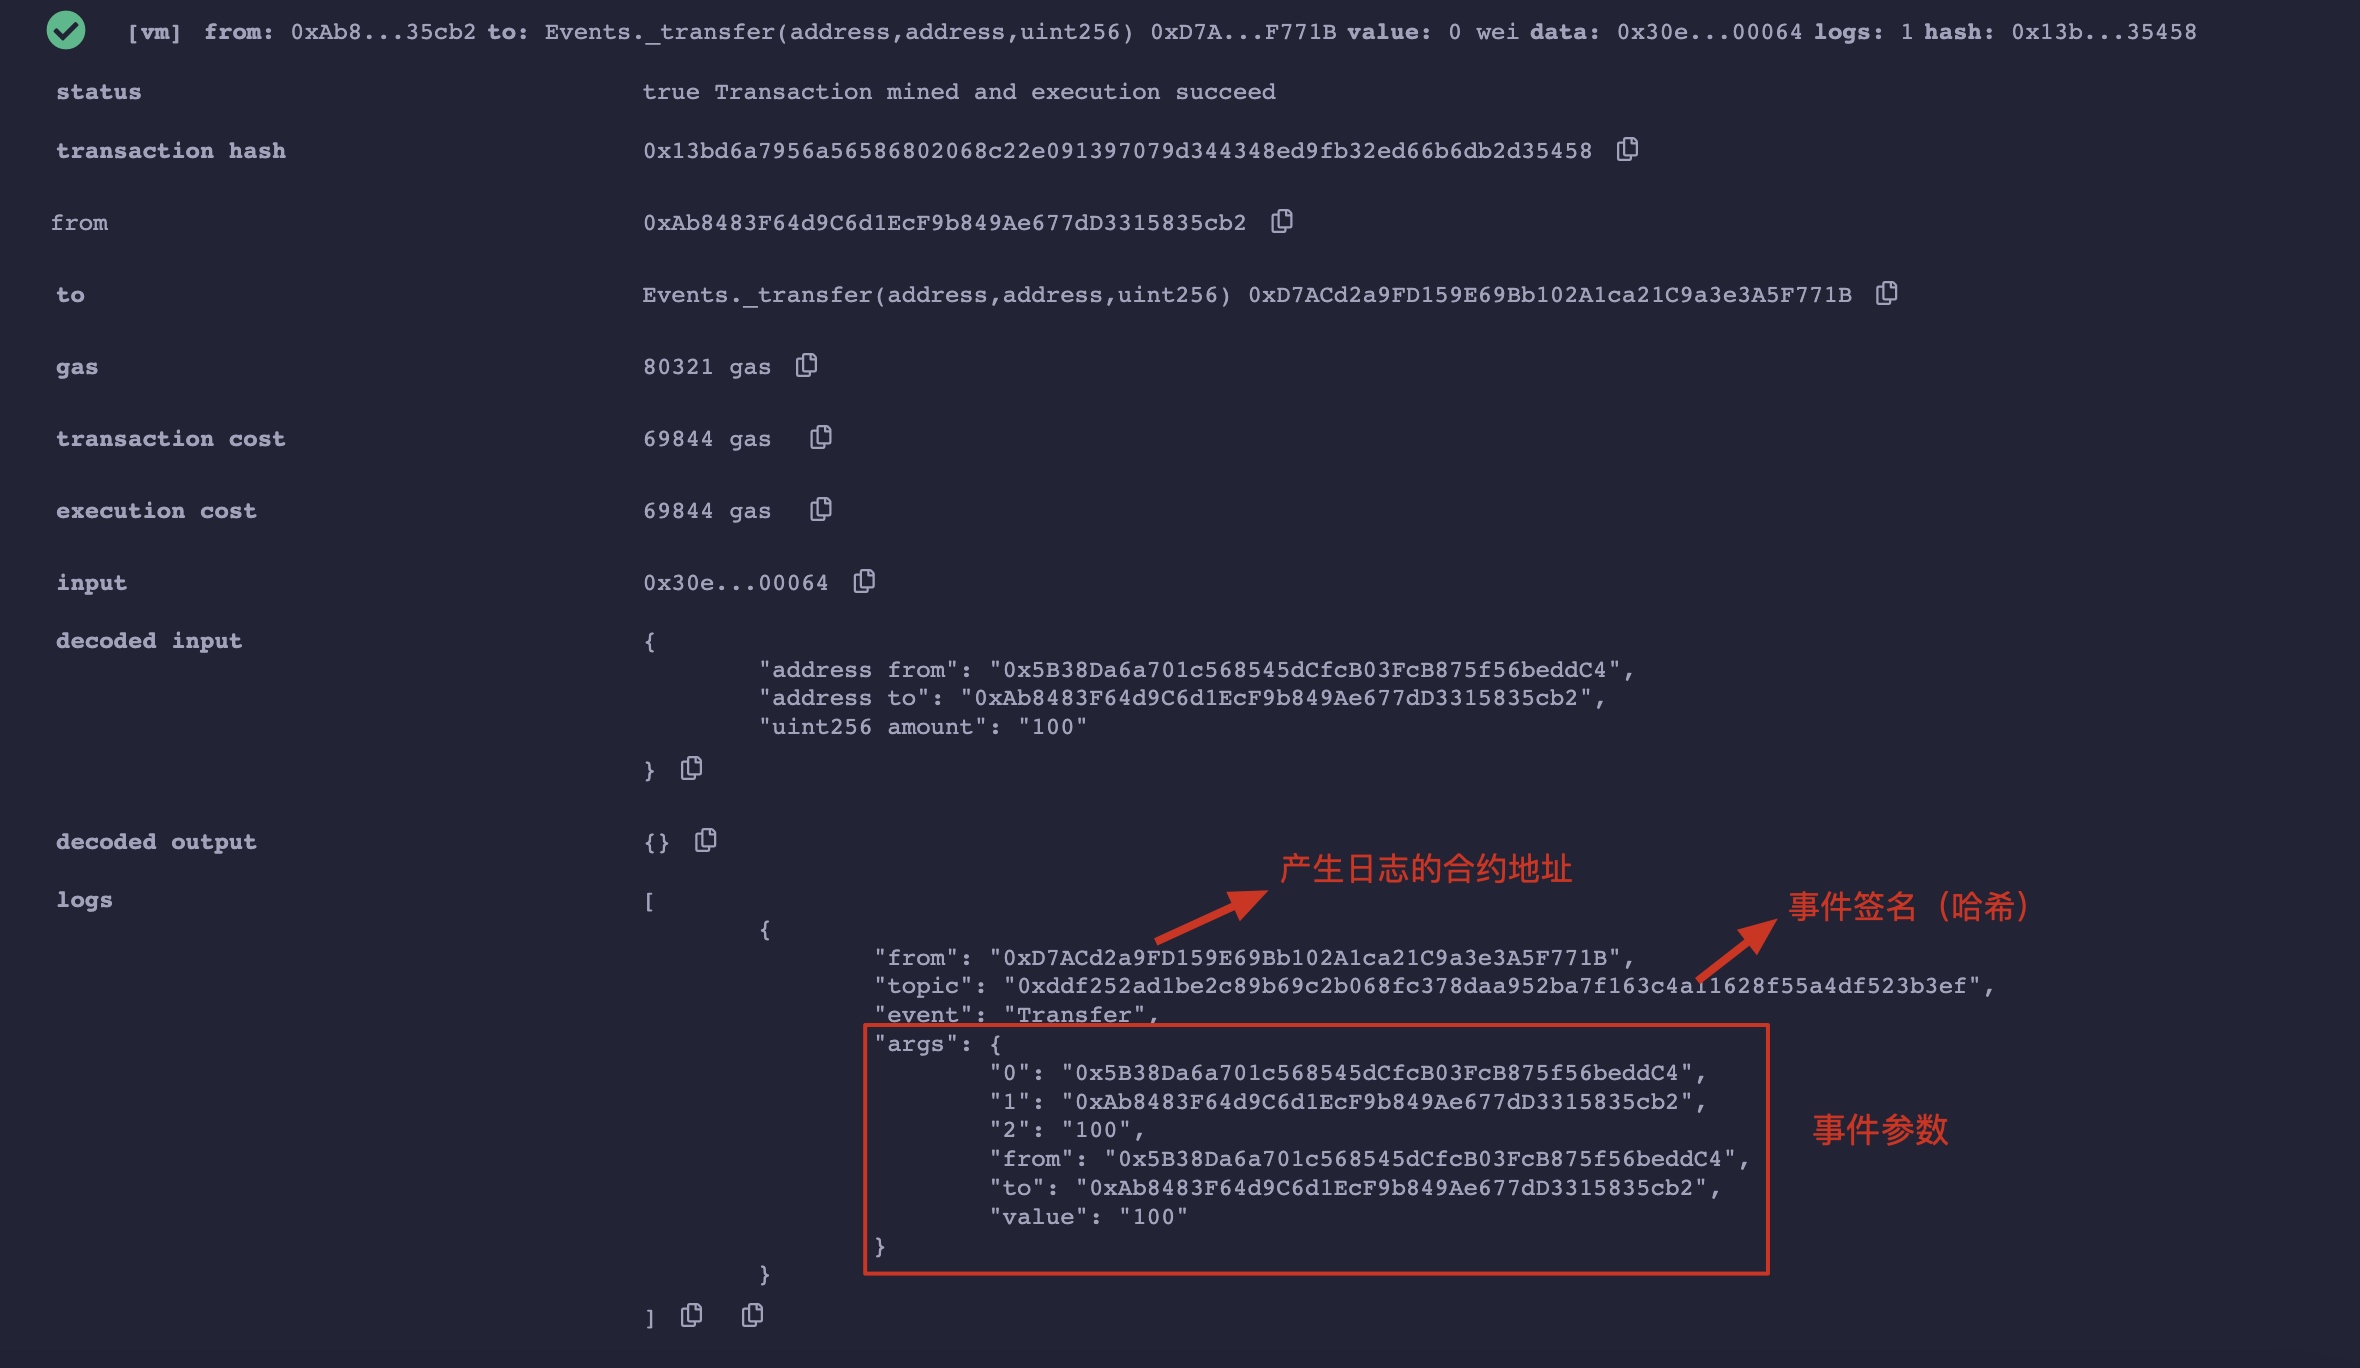 [vm] from: 0xAb8...35cb2 to: Events._transfer(address,address,uint256) 0xD7A...F771B value: 0 wei data: 0x30e...00064 logs: 1 hash: 0x13b...35458
status true Transaction mined and execution succeed
transaction hash 0x13bd6a7956a56586802068c22e091397079d344348ed9fb32ed66b6db2d35458
from 0xAb8483F64d9C6d1EcF9b849Ae677dD3315835cb2
to Events._transfer(address,address,uint256) 0xD7ACd2a9FD159E69Bb102A1ca21C9a3e3A5F771B
gas 80321 gas
transaction cost 69844 gas
execution cost 69844 gas
input 0x30e...00064
decoded input {
"address from": "0x5B38Da6a701c568545dCfcB03FcB875f56beddC4",
"address to": "0xAb8483F64d9C6d1EcF9b849Ae677dD3315835cb2",
"uint256 amount": "100"
}
decoded output {}
产生日志的合约地址
logs [
事件签名（哈希）
{
"from": "0xD7ACd2a9FD159E69Bb102A1ca21C9a3e3A5F771B",
"topic": "0xddf252ad1be2c89b69c2b068fc378daa952ba7f163c4a11628f55a4df523b3ef",
"event": "Transfer",
"args": {
"0": "0x5B38Da6a701c568545dCfcB03FcB875f56beddC4",
"1": "0xAb8483F64d9C6d1EcF9b849Ae677dD3315835cb2",
"2": "100",
事件参数
"from": "0x5B38Da6a701c568545dCfcB03FcB875f56beddC4",
"to": "0xAb8483F64d9C6d1EcF9b849Ae677dD3315835cb2",
"value": "100"
}
}
]